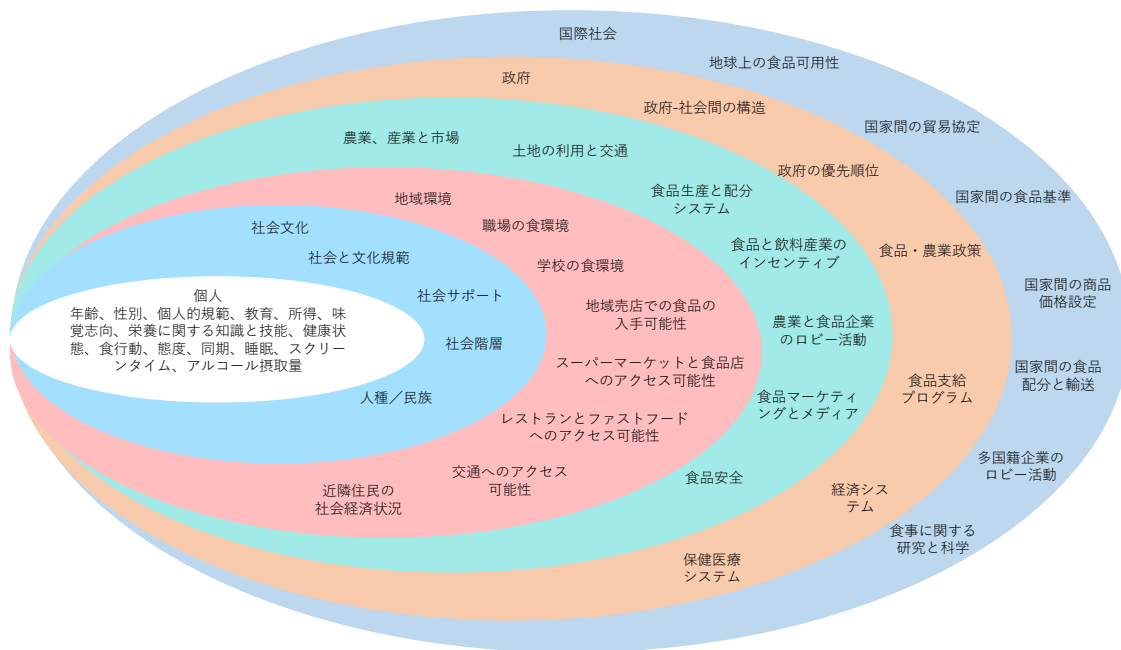 国際社会
地球上の食品可用性
国家間の貿易協定
国家間の食品基準
国家間の商品
価格設定
国家間の食品
配分と輸送
多国籍企業の
ロビー活動
食事に関する
研究と科学
政府
政府-社会間の構造
政府の優先順位
食品・農業政策
食品支給
プログラム
経済シス
テム
保健医療
システム
農業、産業と市場
土地の利用と交通
食品生産と配分
システム
食品と飲料産業の
インセンティブ
農業と食品企業
のロビー活動
食品マーケティ
ングとメディア
食品安全
地域環境
職場の食環境
学校の食環境
地域売店での食品の
入手可能性
スーパーマーケットと食品店
へのアクセス可能性
レストランとファストフード
へのアクセス可能性
交通へのアクセス
可能性
近隣住民の
社会経済状況
社会文化
社会と文化規範
社会サポート
社会階層
人種／民族
個人
年齢、性別、個人的規範、教育、所得、味
覚志向、栄養に関する知識と技能、健康状
態、食行動、態度、同期、睡眠、スクリー
ンタイム、アルコール摂取量